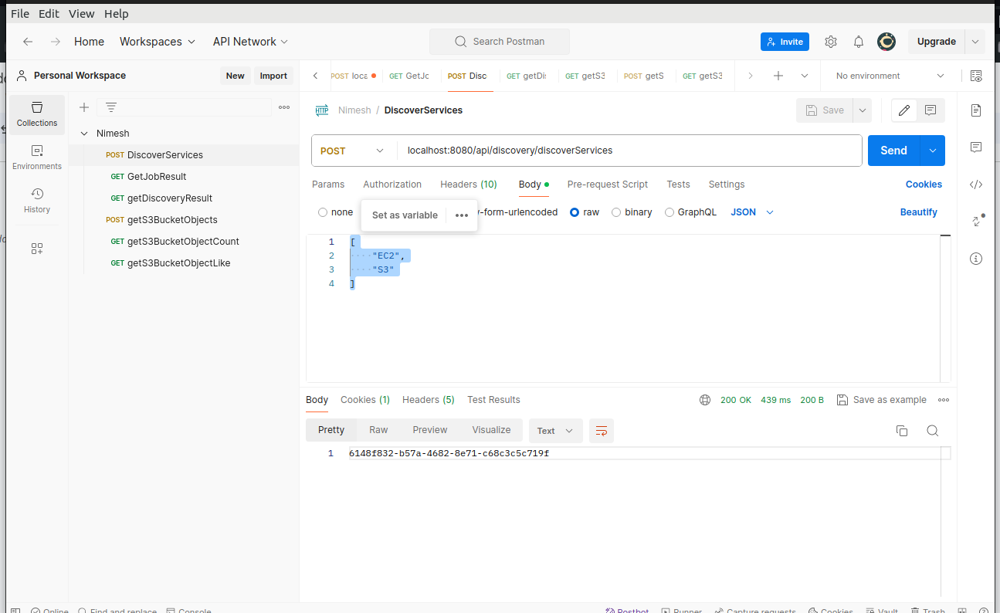 File Edit View Help
Home Workspaces API Network Search Postman Invite Upgrade
Personal Workspace New Import
POST loca GET GetJc POST Disc GET getDi GET getS3 POST getS GET getS3 No environment
Collections
Environments
History
Nimesh
POST DiscoverServices
GET GetJobResult
GET getDiscoveryResult
POST getS3BucketObjects
GET getS3BucketObjectCount
GET getS3BucketObjectLike
HTTP Nimesh / DiscoverServices Save
POST localhost:8080/api/discovery/discoverServices Send
Params Authorization Headers (10) Body Pre-request Script Tests Settings Cookies
none Set as variable -form-urlencoded raw binary GraphQL JSON Beautify
1 [
2 ····"EC2",
3 ····"S3"
4 ]
Body Cookies (1) Headers (5) Test Results 200 OK 439 ms 200 B Save as example
Pretty Raw Preview Visualize Text
1 6148f832-b57a-4682-8e71-c68c3c5c719f
Online Find and replace Console Postbot Runner Capture requests Cookies Vault Trash